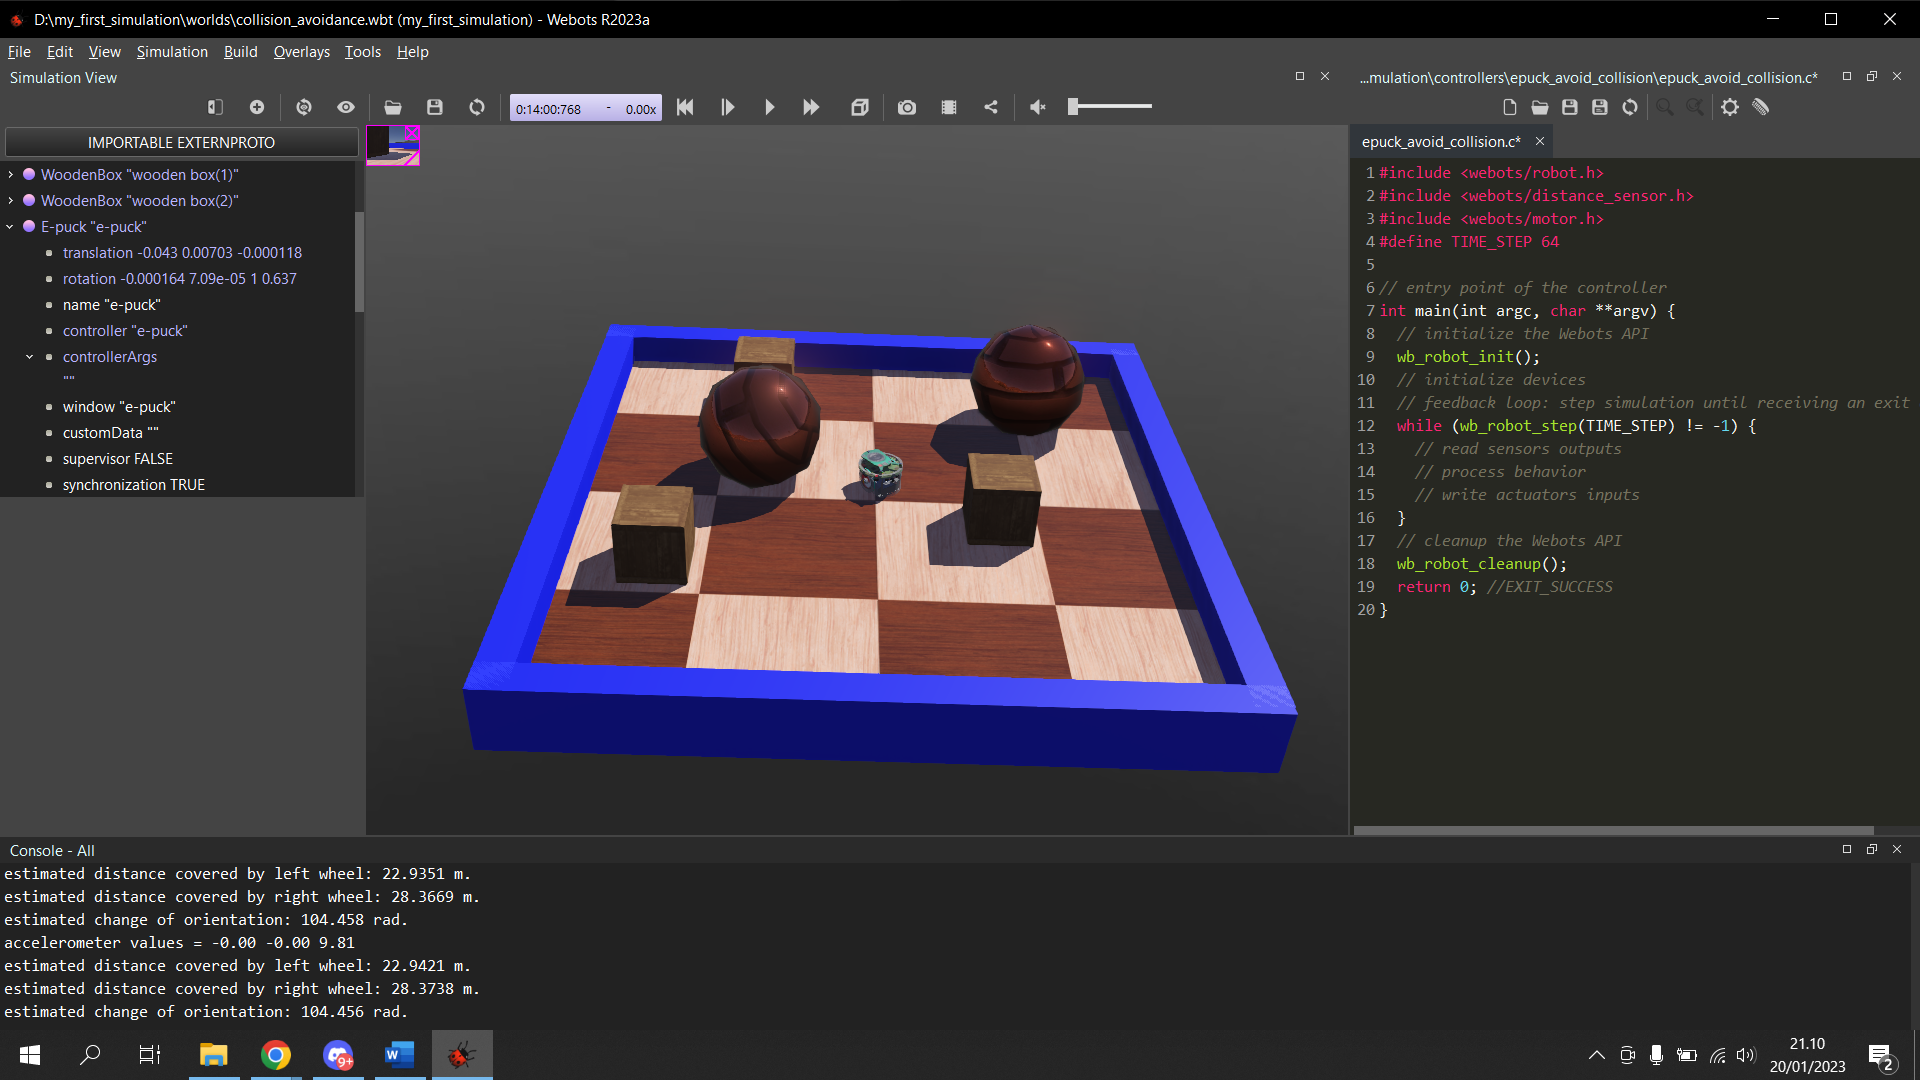 D:\my_first_simulation\worlds\collision_avoidance.wbt (my_first_simulation) - Webots R2023a
File Edit View Simulation Build Overlays Tools Help
Simulation View
...mulation\controllers\epuck_avoid_collision\epuck_avoid_collision.c*
0:14:00:768 - 0.00x
IMPORTABLE EXTERNPROTO
WoodenBox "wooden box(1)"
WoodenBox "wooden box(2)"
E-puck "e-puck"
translation -0.043 0.00703 -0.000118
rotation -0.000164 7.09e-05 1 0.637
name "e-puck"
controller "e-puck"
controllerArgs
""
window "e-puck"
customData ""
supervisor FALSE
synchronization TRUE
epuck_avoid_collision.c*
1 #include <webots/robot.h>
2 #include <webots/distance_sensor.h>
3 #include <webots/motor.h>
4 #define TIME_STEP 64
5
6 // entry point of the controller
7 int main(int argc, char **argv) {
8 // initialize the Webots API
9 wb_robot_init();
10 // initialize devices
11 // feedback loop: step simulation until receiving an exit
12 while (wb_robot_step(TIME_STEP) != -1) {
13 // read sensors outputs
14 // process behavior
15 // write actuators inputs
16 }
17 // cleanup the Webots API
18 wb_robot_cleanup();
19 return 0; //EXIT_SUCCESS
20 }
Console - All
estimated distance covered by left wheel: 22.9351 m.
estimated distance covered by right wheel: 28.3669 m.
estimated change of orientation: 104.458 rad.
accelerometer values = -0.00 -0.00 9.81
estimated distance covered by left wheel: 22.9421 m.
estimated distance covered by right wheel: 28.3738 m.
estimated change of orientation: 104.456 rad.
9+
W
21.10
20/01/2023
2